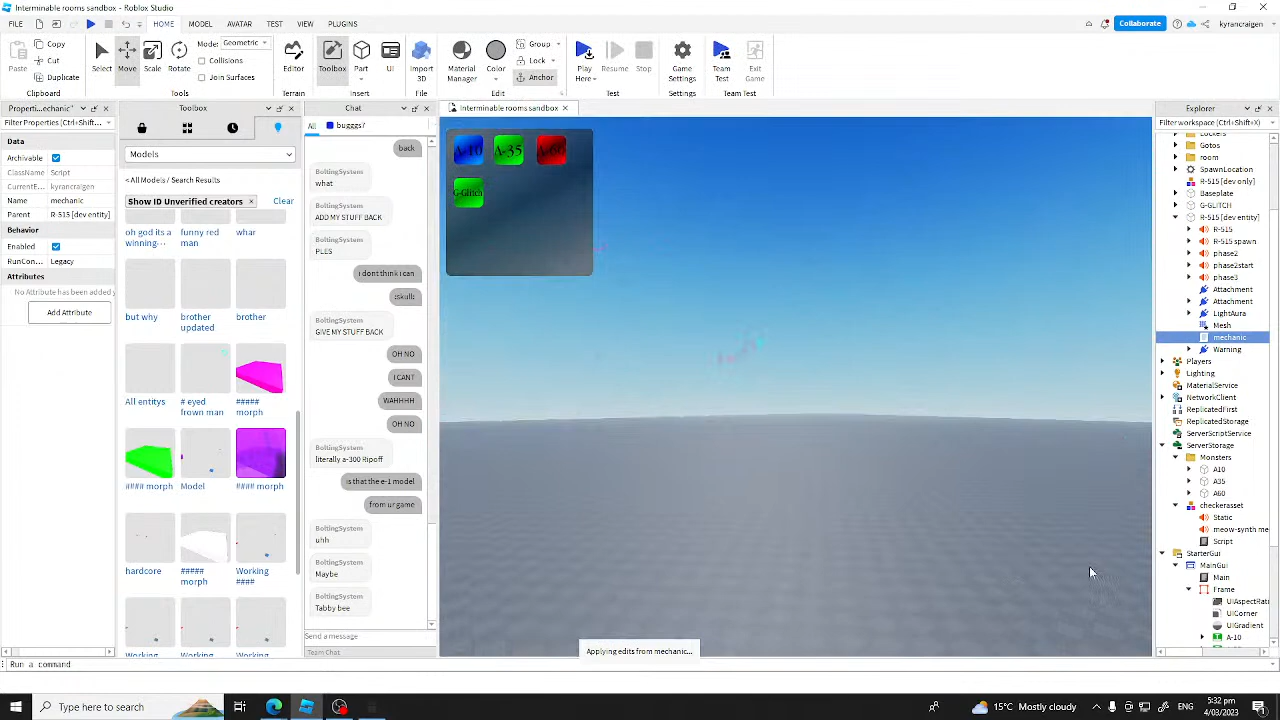 Interminable rooms sandbox - Roblox Studio
FILE
HOME
MODEL
AVATAR
TEST
VIEW
PLUGINS
Collaborate
kyrancraigen
Paste
Copy
Cut
Duplicate
Select
Move
Scale
Rotate
Mode: Geometric
Collisions
Join Surfaces
Editor
Toolbox
Part
UI
Import
3D
Material
Manager
Color
Group
Lock
Anchor
Play
Here
Resume
Stop
Game
Settings
Team
Test
Exit
Game
Clipboard
Tools
Terrain
Insert
File
Edit
Settings
Test
Team Test
Properti...echanic"
Filter Properties (Ctrl+Shift...
Data
Archivable
ClassName Script
CurrentE... kyrancraigen
Name mechanic
Parent R-515 [dev entity]
Behavior
Enabled
RunCon... Legacy
Attributes
No Attribute has been added y
Add Attribute
Toolbox
Models
< All Models / Search Results
Show ID Unverified creators ×
Clear
oh god its a
winning···
funny red
man
whar
but why
brother
updated
brother
All entitys
# eyed
frown man
#####
morph
#### morph
Model
#### morph
hardcore
#####
morph
Working
####
Working
Working
Working
Chat
All
bugggs?
back
BoltingSystem
what
BoltingSystem
ADD MY STUFF BACK
BoltingSystem
PLES
i dont think i can
:skull:
BoltingSystem
GIVE MY STUFF BACK
OH NO
I CANT
WAHHHH
OH NO
BoltingSystem
literally a-300 Ripoff
is that the e-1 model
from ur game
BoltingSystem
uhh
BoltingSystem
Maybe
BoltingSystem
Tabby bee
Send a message
Team Chat
Interminable rooms sandbox ×
A-10
A-35
A-60
G-Glitch
Applying edits from mechanic...
Explorer
Filter workspace (Ctrl+Shift+X)
Lockers
Gotos
room
SpawnLocation
R-515 [dev only]
Baseplate
G-GLITCH
R-515 [dev entity]
R-515
R-515 spawn
phase2
phase2start
phase3
Attachment
Attachment
LightAura
Mesh
mechanic
Warning
Players
Lighting
MaterialService
NetworkClient
ReplicatedFirst
ReplicatedStorage
ServerScriptService
ServerStorage
Monsters
A10
A35
A60
checkerasset
Static
meow-synth me
Script
StarterGui
MainGui
Main
Frame
UIAspectRati
UICorner
UIGradient
A-10
Run a command
Type here to search
15°C Mostly cloudy
ENG
5:32 PM
4/03/2023